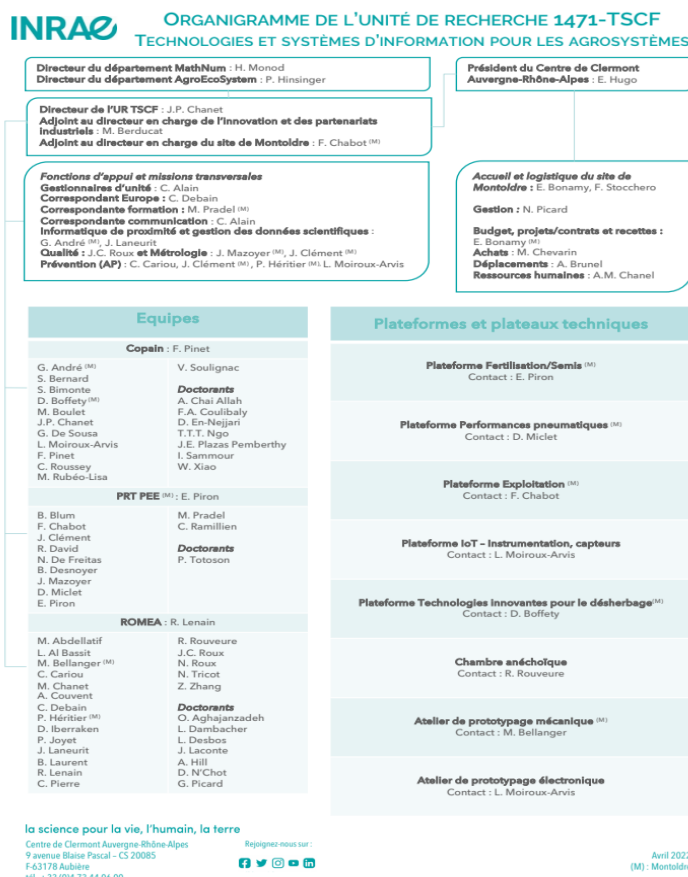 INRAE
ORGANIGRAMME DE L'UNITÉ DE RECHERCHE 1471-TSCF
TECHNOLOGIES ET SYSTÈMES D'INFORMATION POUR LES AGROSYSTÈMES
Directeur du département MathNum : H. Monod
Directeur du département AgroEcoSystem : P. Hinsinger
Président du Centre de Clermont
Auvergne-Rhône-Alpes : E. Hugo
Directeur de l'UR TSCF : J.P. Chanet
Adjoint au directeur en charge de l'innovation et des partenariats
industriels : M. Berducat
Adjoint au directeur en charge du site de Montoldre : F. Chabot (M)
Fonctions d'appui et missions transversales
Gestionnaires d'unité : C. Alain
Correspondant Europe : C. Debain
Correspondante formation : M. Pradel (M)
Correspondante communication : C. Alain
Informatique de proximité et gestion des données scientifiques :
G. André (M), J. Laneurit
Qualité : J.C. Roux et Métrologie : J. Mazoyer (M), J. Clément (M)
Prévention (AP) : C. Cariou, J. Clément (M), P. Héritier (M), L. Moiroux-Arvis
Accueil et logistique du site de
Montoldre : E. Bonamy, F. Stocchero
Gestion : N. Picard
Budget, projets/contrats et recettes :
E. Bonamy (M)
Achats : M. Chevarin
Déplacements : A. Brunel
Ressources humaines : A.M. Chanel
Equipes
Copain : F. Pinet
G. André (M)
S. Bernard
S. Bimonte
D. Boffety (M)
M. Boulet
J.P. Chanet
G. De Sousa
L. Moiroux-Arvis
F. Pinet
C. Roussey
M. Rubéo-Lisa
V. Soulignac
Doctorants
A. Chai Allah
F.A. Coulibaly
D. En-Nejjari
T.T.T. Ngo
J.E. Plazas Pemberthy
I. Sammour
W. Xiao
PRT PEE (M) : E. Piron
B. Blum
F. Chabot
J. Clément
R. David
N. De Freitas
B. Desnoyer
J. Mazoyer
D. Miclet
E. Piron
M. Pradel
C. Ramillien
Doctorants
P. Totoson
ROMEA : R. Lenain
M. Abdellatif
L. Al Bassit
M. Bellanger (M)
C. Cariou
M. Chanet
A. Couvent
C. Debain
P. Héritier (M)
D. Iberraken
P. Joyet
J. Laneurit
B. Laurent
R. Lenain
C. Pierre
R. Rouveure
J.C. Roux
N. Roux
N. Tricot
Z. Zhang
Doctorants
O. Aghajanzadeh
L. Dambacher
L. Desbos
J. Laconte
A. Hill
D. N'Chot
G. Picard
Plateformes et plateaux techniques
Plateforme Fertilisation/Semis (M)
Contact : E. Piron
Plateforme Performances pneumatiques (M)
Contact : D. Miclet
Plateforme Exploitation (M)
Contact : F. Chabot
Plateforme IoT – Instrumentation, capteurs
Contact : L. Moiroux-Arvis
Plateforme Technologies innovantes pour le désherbage(M)
Contact : D. Boffety
Chambre anéchoïque
Contact : R. Rouveure
Atelier de prototypage mécanique (M)
Contact : M. Bellanger
Atelier de prototypage électronique
Contact : L. Moiroux-Arvis
la science pour la vie, l'humain, la terre
Centre de Clermont Auvergne-Rhône-Alpes
9 avenue Blaise Pascal – CS 20085
F-63178 Aubière
Rejoignez-nous sur :
Avril 2022
(M) : Montoldre